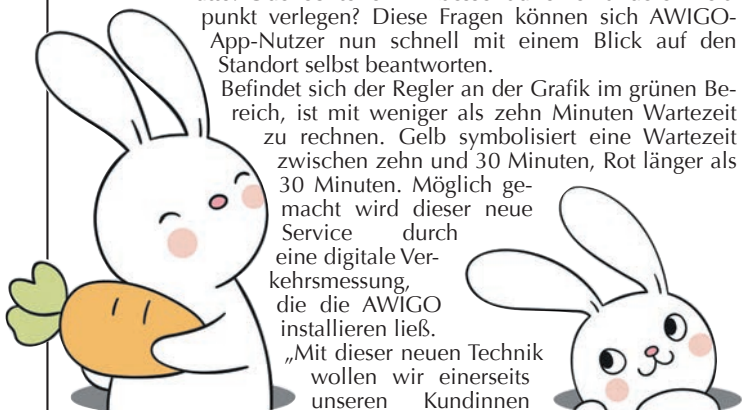 punkt verlegen? Diese Fragen können sich AWIGO-
App-Nutzer nun schnell mit einem Blick auf den
Standort selbst beantworten.
Befindet sich der Regler an der Grafik im grünen Be-
reich, ist mit weniger als zehn Minuten Wartezeit
zu rechnen. Gelb symbolisiert eine Wartezeit
zwischen zehn und 30 Minuten, Rot länger als
30 Minuten. Möglich ge-
macht wird dieser neue
Service durch
eine digitale Ver-
kehrsmessung,
die die AWIGO
installieren ließ.
„Mit dieser neuen Technik
wollen wir einerseits
unseren Kundinnen